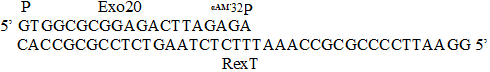 P Exo20 αAM32p
5' GTGGCGCGGAGACTTAGAGA
CACCGCGCCTCTGAATCTCTTTAAACCGCGCCCCTTAAGG 5'
RexT